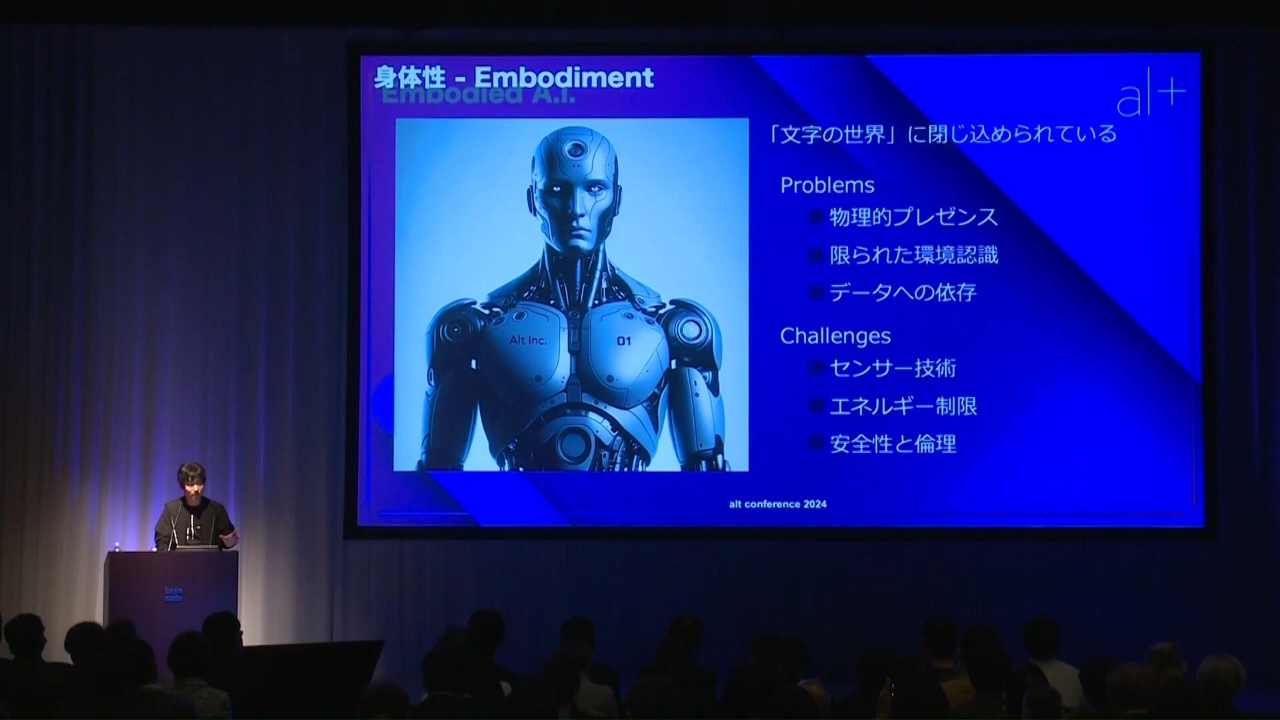 身体性 - Embodiment
Embodied A.I.
al+
「文字の世界」に閉じ込められている
Problems
物理的プレゼンス
限られた環境認識
データへの依存
Challenges
センサー技術
エネルギー制限
安全性と倫理
Alt Inc. 01
alt conference 2024
belle
salle